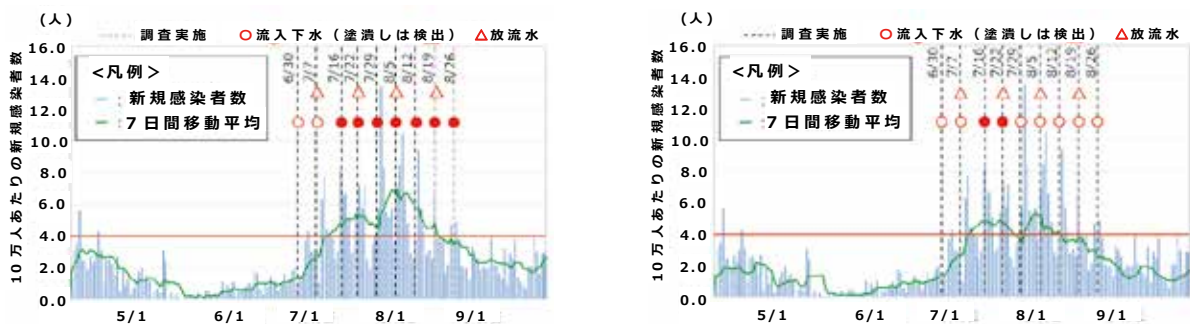 (人)
調査実施 ○流入下水(塗潰しは検出) △放流水
16.0
14.0
12.0
10.0
8.0
6.0
4.0
2.0
0.0
10万人あたりの新規感染者数
<凡例>
新規感染者数
7日間移動平均
6/30
7/7
7/16
7/22
7/29
8/5
8/12
8/19
8/26
5/1 6/1 7/1 8/1 9/1
(人)
調査実施 ○流入下水(塗潰しは検出) △放流水
16.0
14.0
12.0
10.0
8.0
6.0
4.0
2.0
0.0
10万人あたりの新規感染者数
<凡例>
新規感染者数
7日間移動平均
6/30
7/7
7/16
7/22
7/29
8/5
8/12
8/19
8/26
5/1 6/1 7/1 8/1 9/1